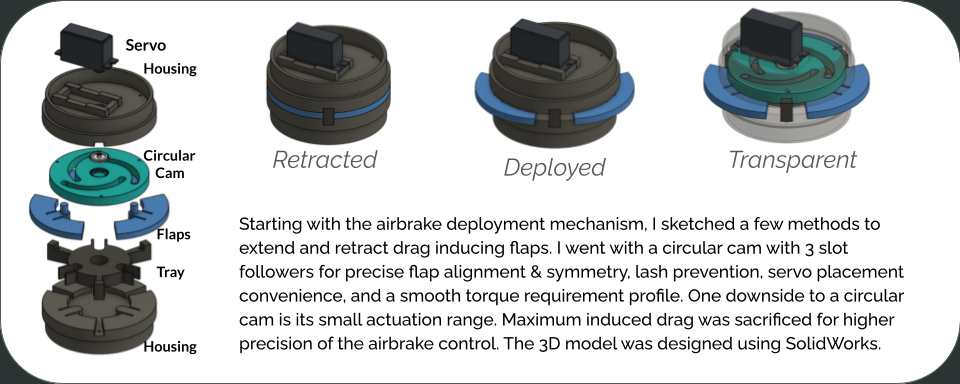 Servo
Housing
Circular
Cam
Flaps
Tray
Housing
Retracted
Deployed
Transparent
Starting with the airbrake deployment mechanism, I sketched a few methods to
extend and retract drag inducing flaps. I went with a circular cam with 3 slot
followers for precise flap alignment & symmetry, lash prevention, servo placement
convenience, and a smooth torque requirement profile. One downside to a circular
cam is its small actuation range. Maximum induced drag was sacrificed for higher
precision of the airbrake control. The 3D model was designed using SolidWorks.